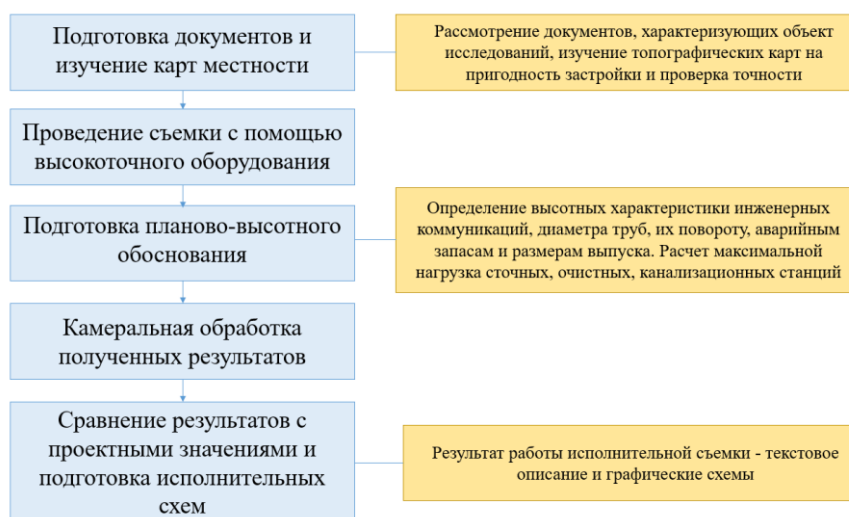 Подготовка документов и
изучение карт местности
Рассмотрение документов, характеризующих объект
исследований, изучение топографических карт на
пригодность застройки и проверка точности
Проведение съемки с помощью
высокоточного оборудования
Подготовка планово-высотного
обоснования
Определение высотных характеристики инженерных
коммуникаций, диаметра труб, их повороту, аварийным
запасам и размерам выпуска. Расчет максимальной
нагрузка сточных, очистных, канализационных станций
Камеральная обработка
полученных результатов
Сравнение результатов с
проектными значениями и
подготовка исполнительных
схем
Результат работы исполнительной съемки - текстовое
описание и графические схемы